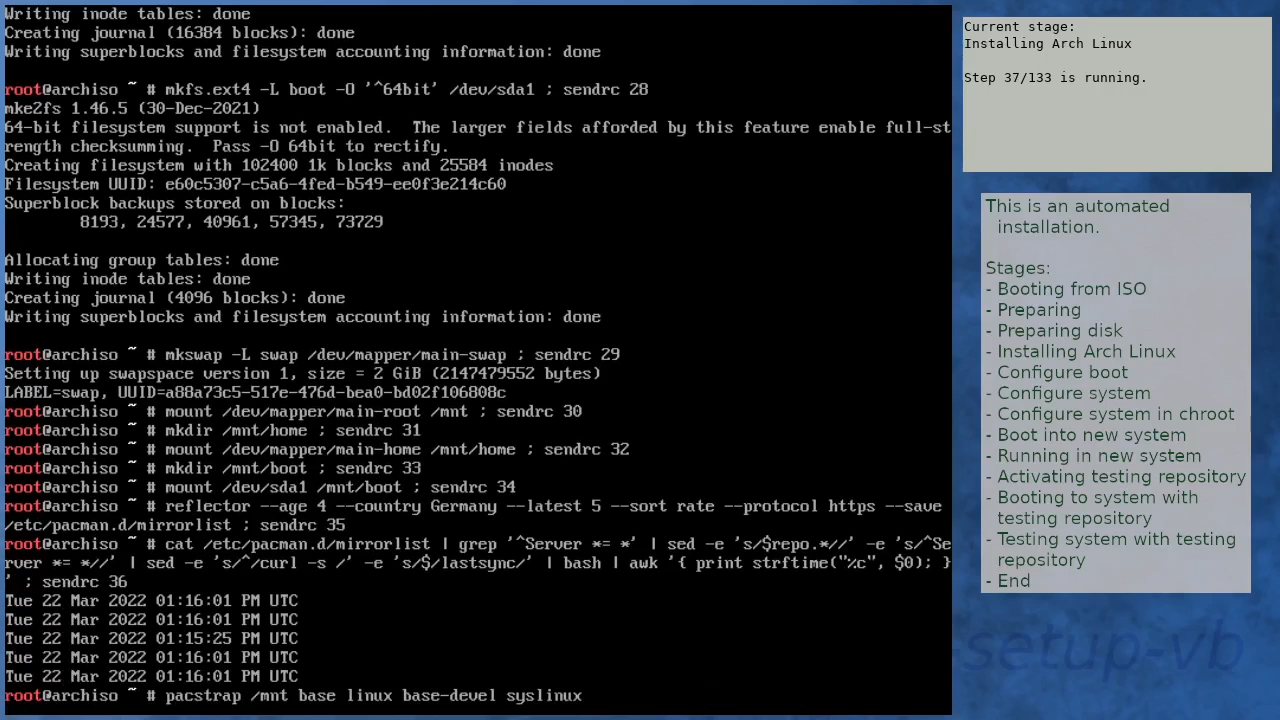 Writing inode tables: done
Creating journal (16384 blocks): done
Writing superblocks and filesystem accounting information: done
root@archiso ~ # mkfs.ext4 -L boot -O '^64bit' /dev/sda1 ; sendrc 28
mke2fs 1.46.5 (30-Dec-2021)
64-bit filesystem support is not enabled.  The larger fields afforded by this feature enable full-st
rength checksumming.  Pass -O 64bit to rectify.
Creating filesystem with 102400 1k blocks and 25584 inodes
Filesystem UUID: e60c5307-c5a6-4fed-b549-ee0f3e214c60
Superblock backups stored on blocks:
        8193, 24577, 40961, 57345, 73729
Allocating group tables: done
Writing inode tables: done
Creating journal (4096 blocks): done
Writing superblocks and filesystem accounting information: done
root@archiso ~ # mkswap -L swap /dev/mapper/main-swap ; sendrc 29
Setting up swapspace version 1, size = 2 GiB (2147479552 bytes)
LABEL=swap, UUID=a88a73c5-517e-476d-bea0-bd02f106808c
root@archiso ~ # mount /dev/mapper/main-root /mnt ; sendrc 30
root@archiso ~ # mkdir /mnt/home ; sendrc 31
root@archiso ~ # mount /dev/mapper/main-home /mnt/home ; sendrc 32
root@archiso ~ # mkdir /mnt/boot ; sendrc 33
root@archiso ~ # mount /dev/sda1 /mnt/boot ; sendrc 34
root@archiso ~ # reflector --age 4 --country Germany --latest 5 --sort rate --protocol https --save
/etc/pacman.d/mirrorlist ; sendrc 35
root@archiso ~ # cat /etc/pacman.d/mirrorlist | grep '^Server *= *' | sed -e 's/$repo.*//' -e 's/^Se
rver *= *//' | sed -e 's/^/curl -s /' -e 's/$/lastsync/' | bash | awk '{ print strftime("%c", $0); }
' ; sendrc 36
Tue 22 Mar 2022 01:16:01 PM UTC
Tue 22 Mar 2022 01:16:01 PM UTC
Tue 22 Mar 2022 01:15:25 PM UTC
Tue 22 Mar 2022 01:16:01 PM UTC
Tue 22 Mar 2022 01:16:01 PM UTC
root@archiso ~ # pacstrap /mnt base linux base-devel syslinux
Current stage:
Installing Arch Linux
Step 37/133 is running.
This is an automated
installation.
Stages:
- Booting from ISO
- Preparing
- Preparing disk
- Installing Arch Linux
- Configure boot
- Configure system
- Configure system in chroot
- Boot into new system
- Running in new system
- Activating testing repository
- Booting to system with
testing repository
- Testing system with testing
repository
- End
-setup-vb